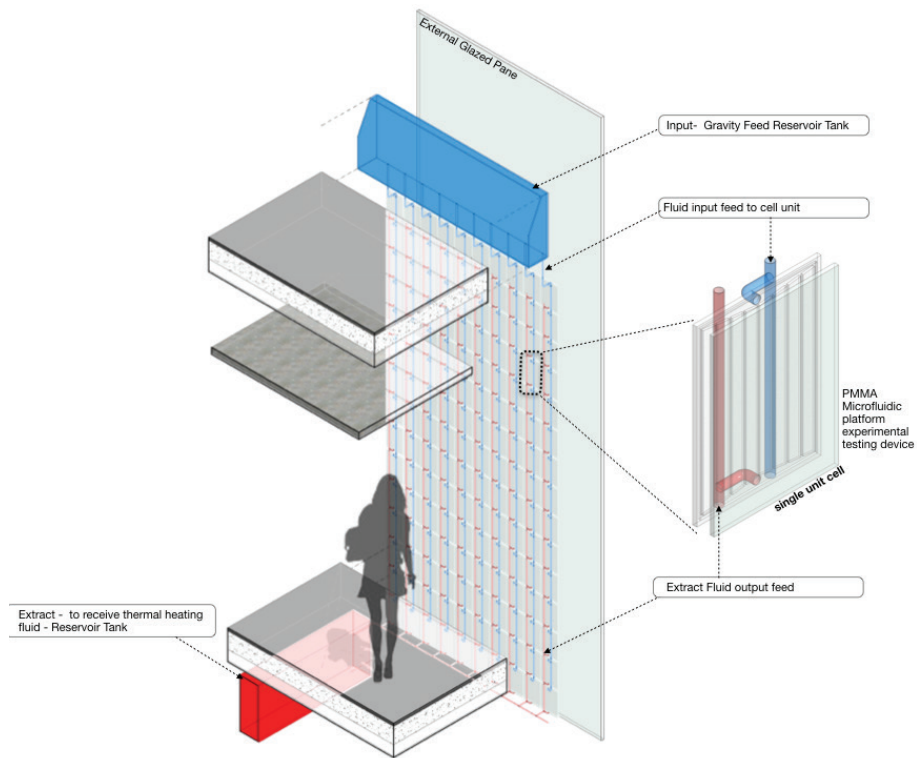 External Glazed Pane
Input- Gravity Feed Reservoir Tank
Fluid input feed to cell unit
PMMA
Microfluidic
platform
experimental
testing device
single unit cell
Extract Fluid output feed
Extract - to receive thermal heating
fluid - Reservoir Tank